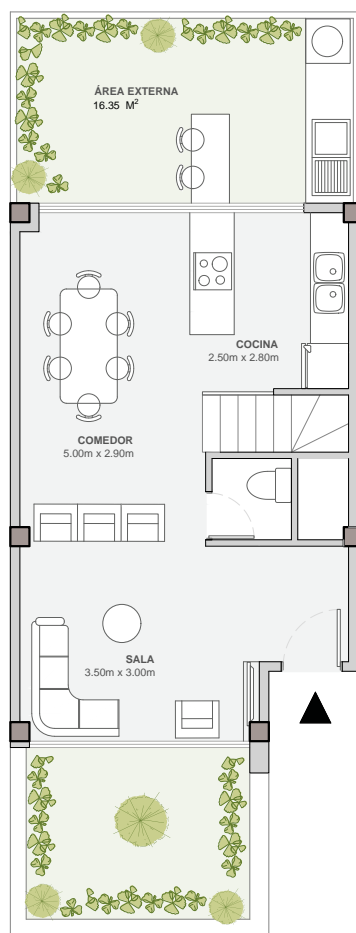 ÁREA EXTERNA
16.35 M²
COCINA
2.50m x 2.80m
COMEDOR
5.00m x 2.90m
SALA
3.50m x 3.00m